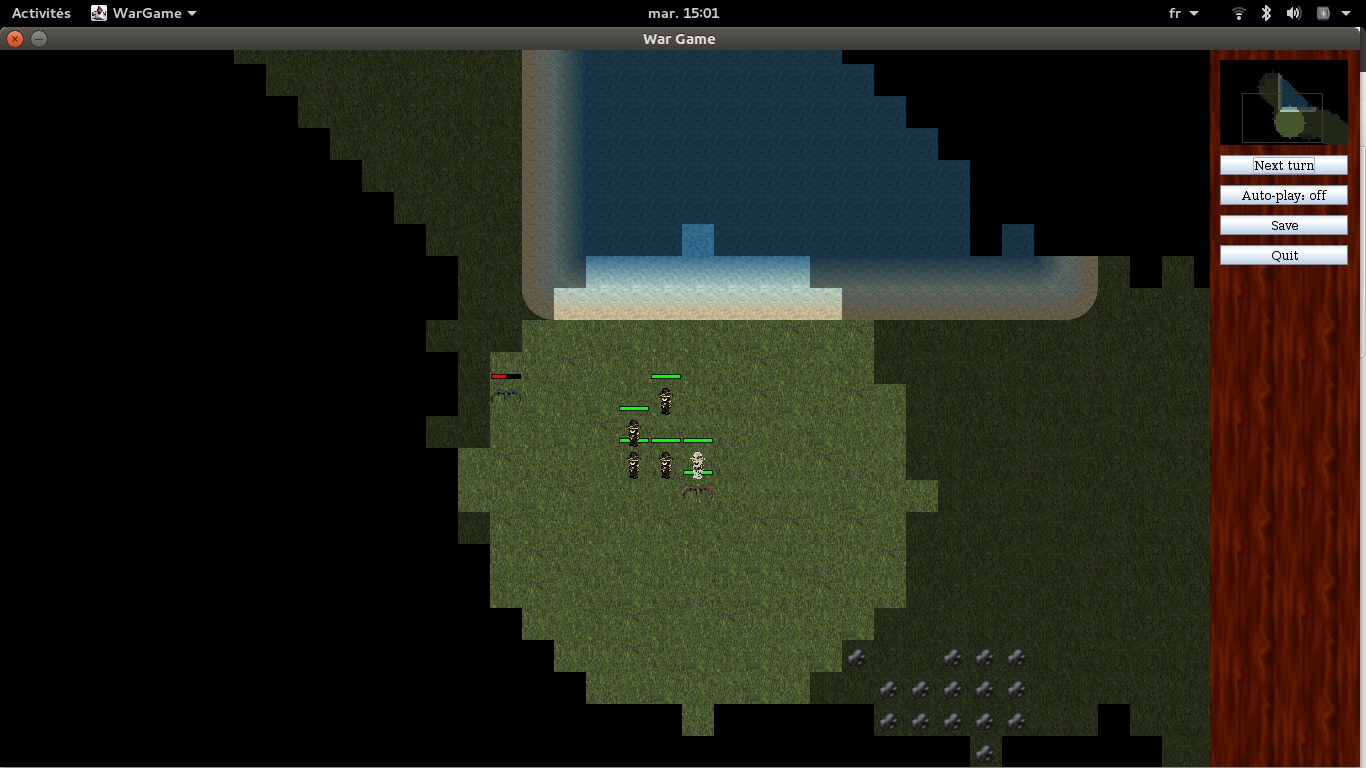 Activités WarGame mar. 15:01 fr
War Game
Next turn
Auto-play: off
Save
Quit